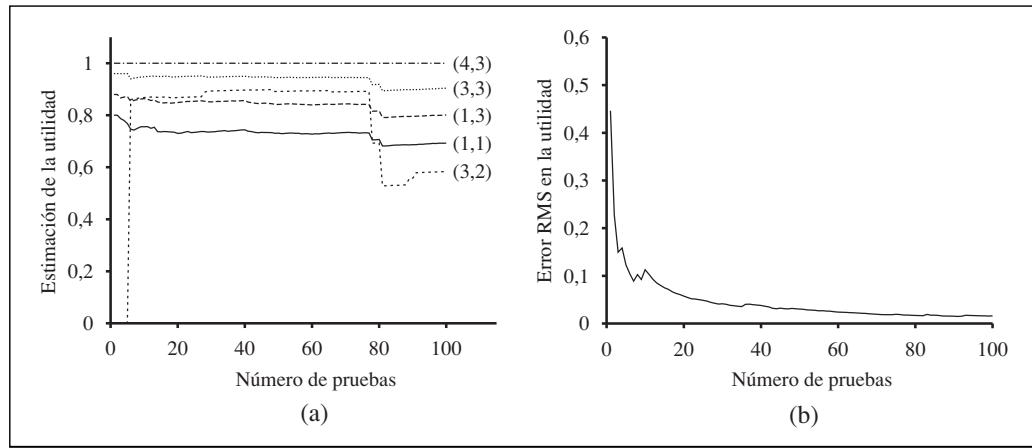 Estimación de la utilidad
1
0.8
0.6
0.4
0.2
0
(4,3)
(3,3)
(1,3)
(1,1)
(3,2)
0 20 40 60 80 100
Número de pruebas
(a)
Error RMS en la utilidad
0,6
0,5
0,4
0,3
0,2
0,1
0
0 20 40 60 80 100
Número de pruebas
(b)